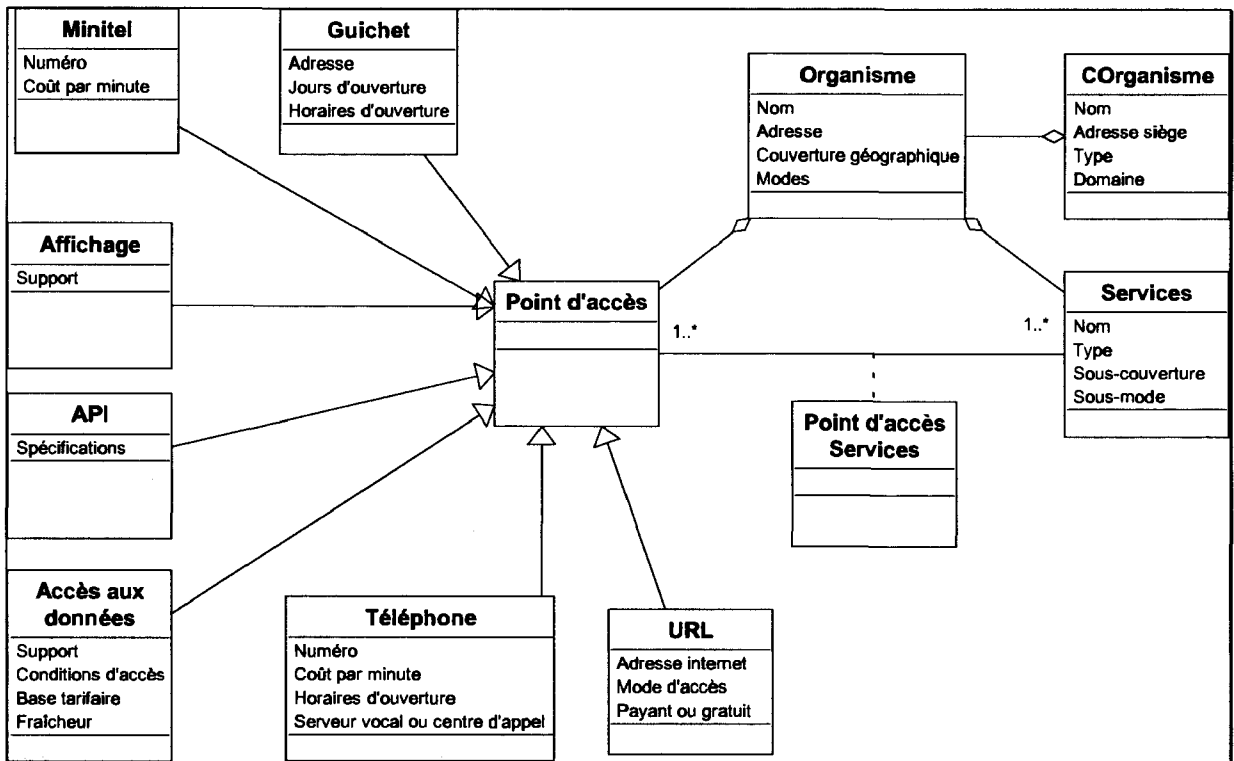 Minitel
Numéro
Coût par minute
Guichet
Adresse
Jours d'ouverture
Horaires d'ouverture
Organisme
Nom
Adresse
Couverture géographique
Modes
COrganisme
Nom
Adresse siège
Type
Domaine
Affichage
Support
Point d'accès
1..*
1..*
Services
Nom
Type
Sous-couverture
Sous-mode
API
Spécifications
Point d'accès
Services
Accès aux
données
Support
Conditions d'accès
Base tarifaire
Fraîcheur
Téléphone
Numéro
Coût par minute
Horaires d'ouverture
Serveur vocal ou centre d'appel
URL
Adresse internet
Mode d'accès
Payant ou gratuit